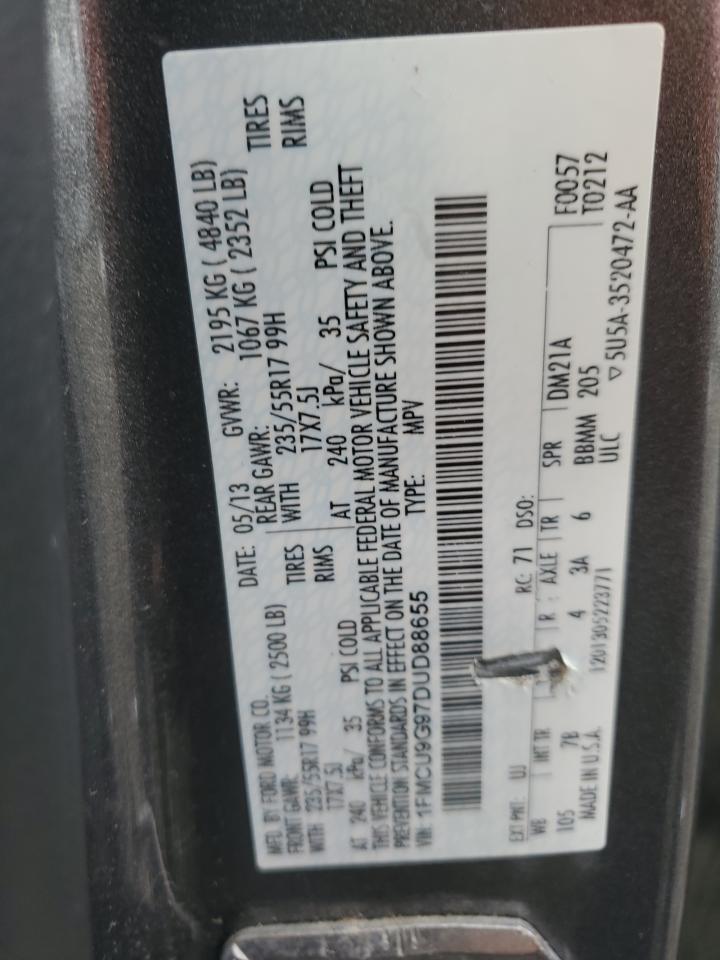 MFD. BY FORD MOTOR CO.
DATE: 05/13 GVWR: 2195 KG ( 4840 LB)
FRONT GAWR: 1134 KG ( 2500 LB) REAR GAWR: 1067 KG ( 2352 LB)
WITH 235/55R17 99H TIRES WITH 235/55R17 99H TIRES
17X7.5J RIMS 17X7.5J RIMS
AT 240 kPa/ 35 PSI COLD AT 240 kPa/ 35 PSI COLD
THIS VEHICLE CONFORMS TO ALL APPLICABLE FEDERAL MOTOR VEHICLE SAFETY AND THEFT
PREVENTION STANDARDS IN EFFECT ON THE DATE OF MANUFACTURE SHOWN ABOVE.
VIN: 1FMCU9G97DUD88655 TYPE: MPV
EXT PNT: UJ RC: 71 DSO: F0057
WB INT TR R AXLE TR SPR DM21A T0212
105 7B 4 3A 6 BBMM 205
MADE IN U.S.A. ULC ▽ 5U5A-3520472-AA
1201305223771